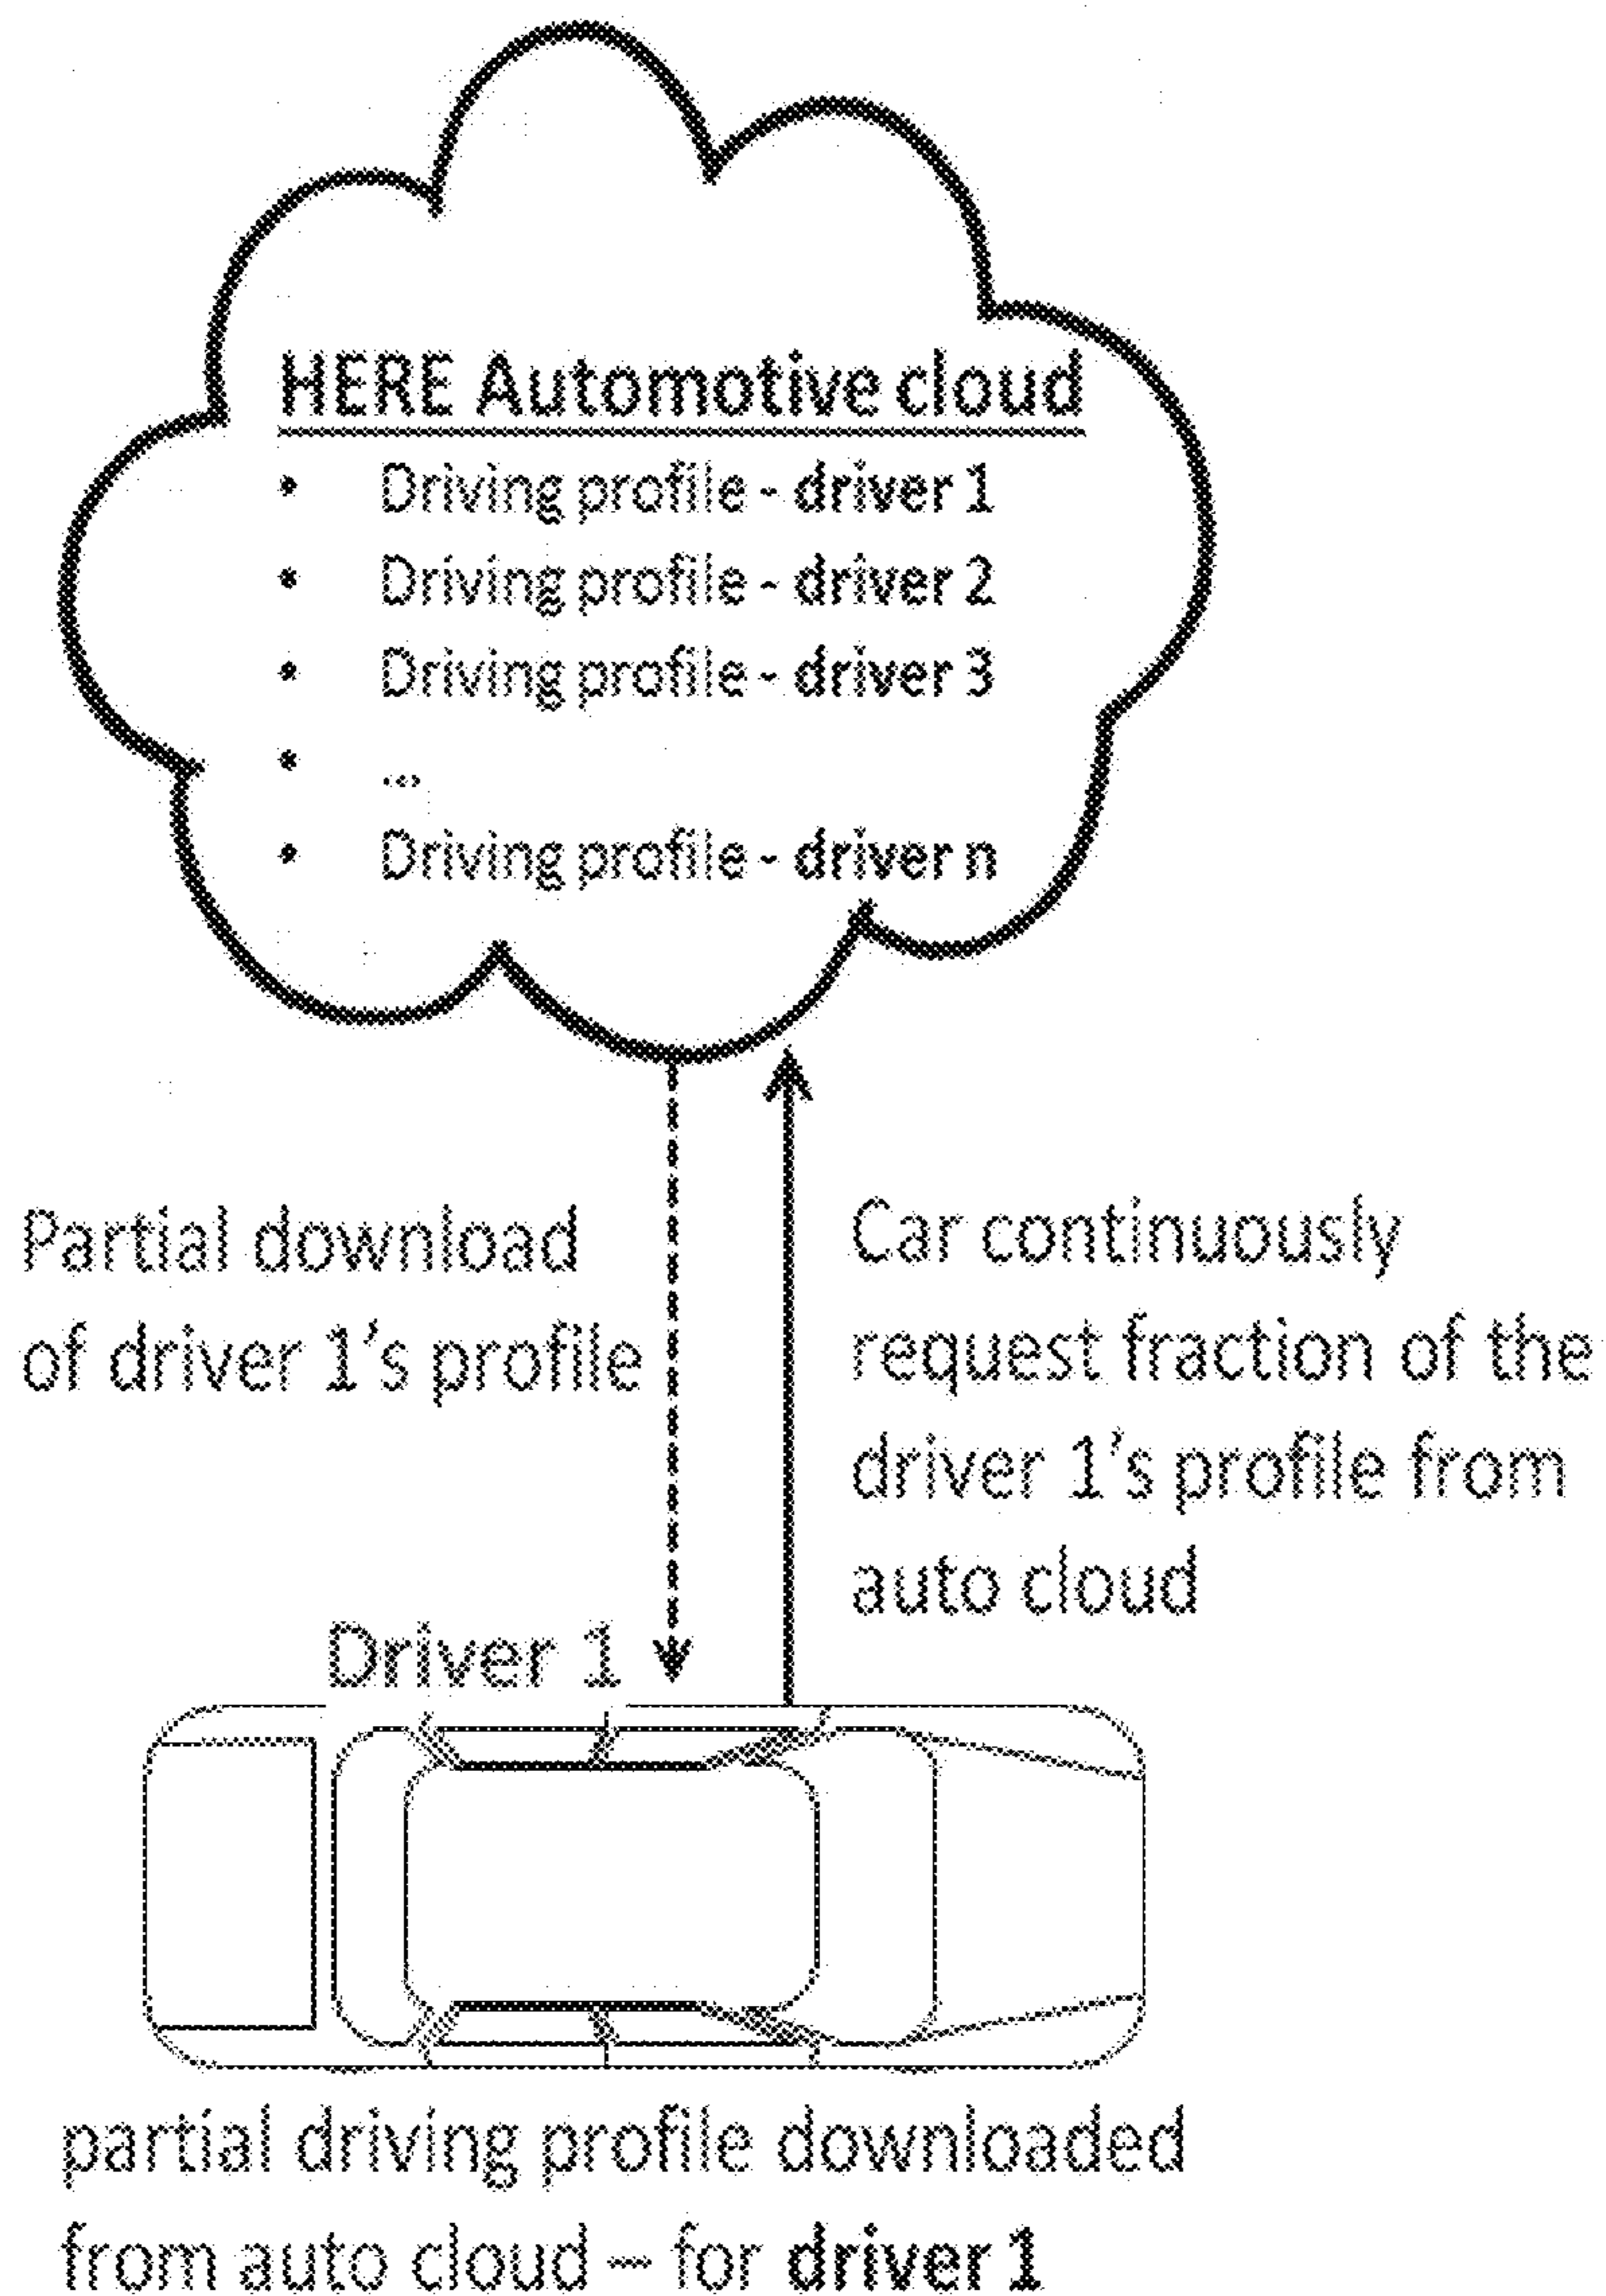 HERE Automotive cloud
• Driving profile - driver 1
• Driving profile - driver 2
• Driving profile - driver 3
• ...
• Driving profile - driver n
Partial download
of driver 1's profile
Car continuously
request fraction of the
driver 1's profile from
auto cloud
Driver 1
partial driving profile downloaded
from auto cloud – for driver 1